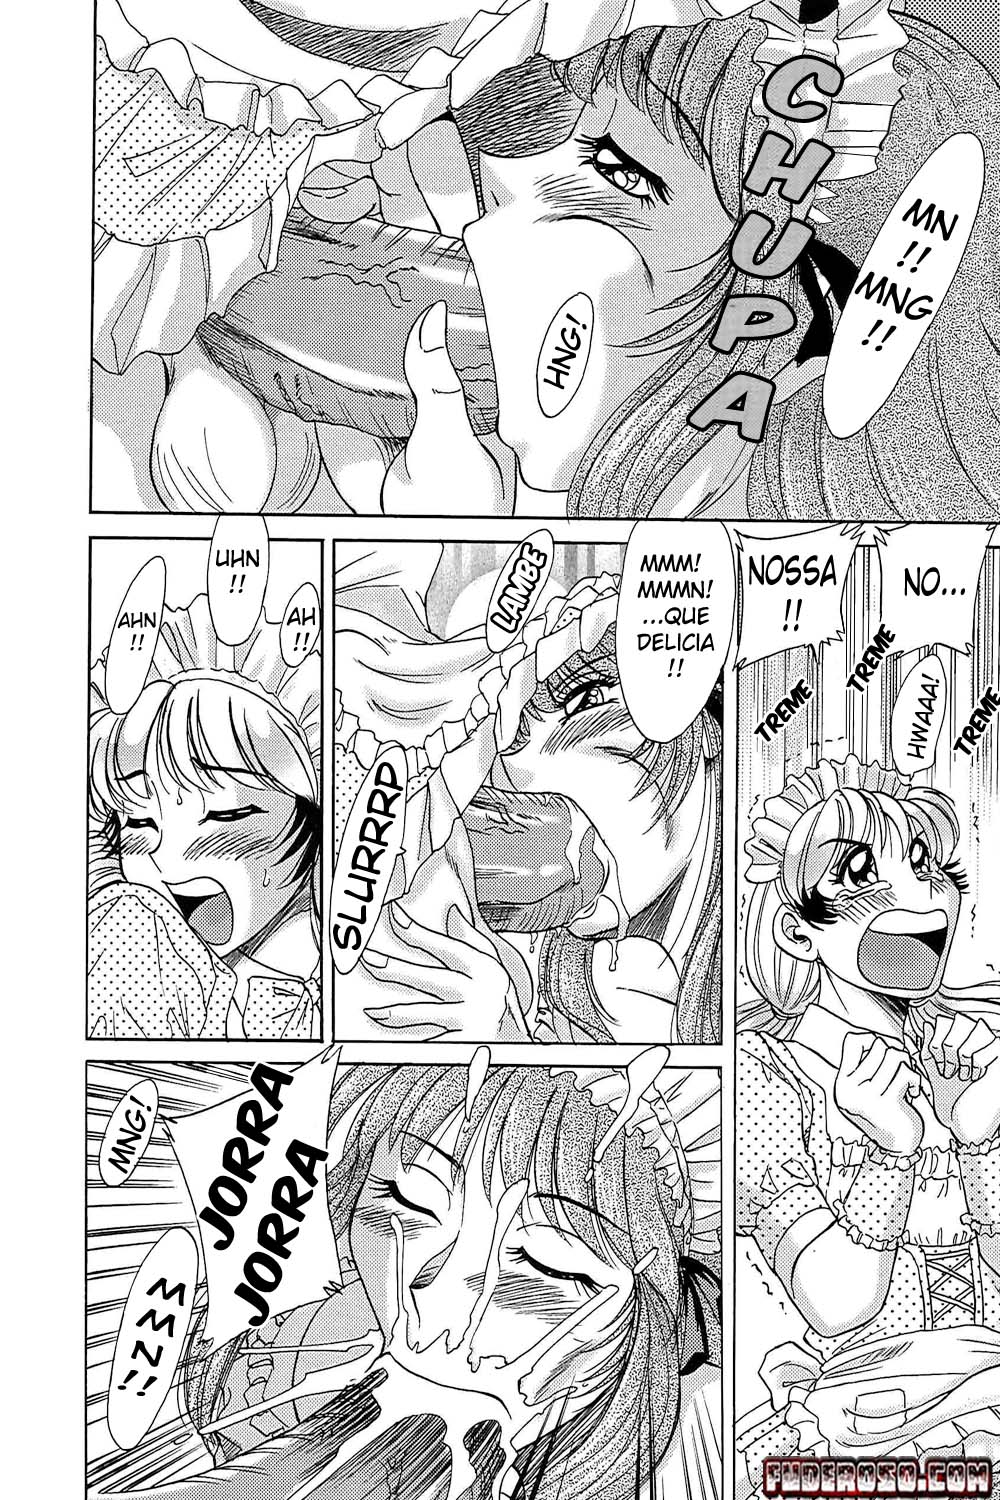 CHUPA
MN
!!
MNG
!!
HNG!
UHN
!!
AHN
!!
AH
!!
LAMBE
MMM!
MMMN!
...QUE
DELICIA
!!
SLURRRP
NOSSA
!!
NO...
TREME
TREME
HWAAA!
TREME
MNG!
JORRA
JORRA
MMNZ!!
FUDEROSO.COM